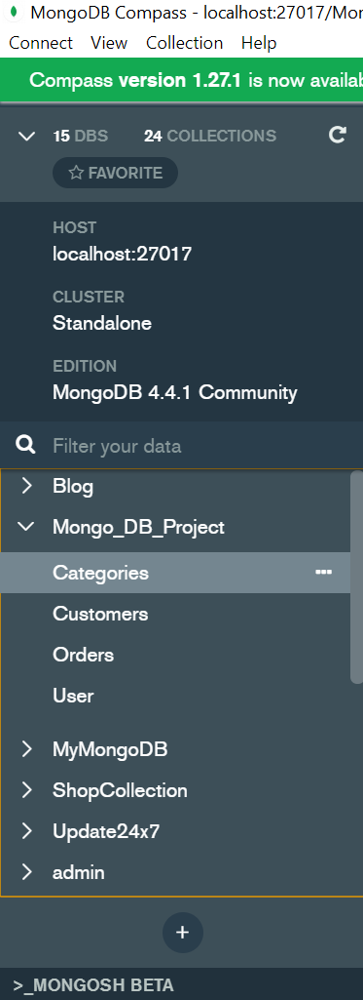 MongoDB Compass - localhost:27017/Mon
Connect View Collection Help
Compass version 1.27.1 is now availab
15 DBS 24 COLLECTIONS
FAVORITE
HOST
localhost:27017
CLUSTER
Standalone
EDITION
MongoDB 4.4.1 Community
Filter your data
Blog
Mongo_DB_Project
Categories
Customers
Orders
User
MyMongoDB
ShopCollection
Update24x7
admin
>_MONGOSH BETA